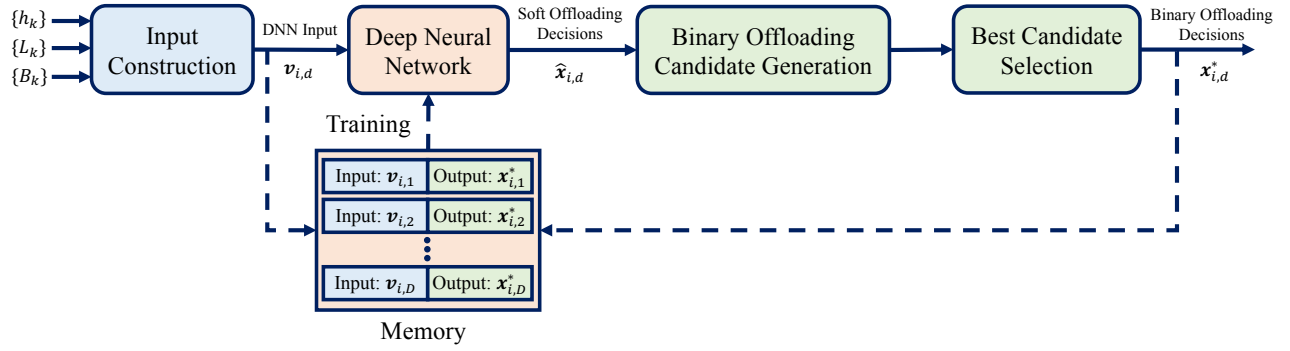 {h_k}
{L_k}
{B_k}
Input
Construction
DNN Input
v_{i,d}
Deep Neural
Network
Soft Offloading
Decisions
x̂_{i,d}
Binary Offloading
Candidate Generation
Best Candidate
Selection
Binary Offloading
Decisions
x*_{i,d}
Training
Input: v_{i,1} Output: x*_{i,1}
Input: v_{i,2} Output: x*_{i,2}
Input: v_{i,D} Output: x*_{i,D}
Memory